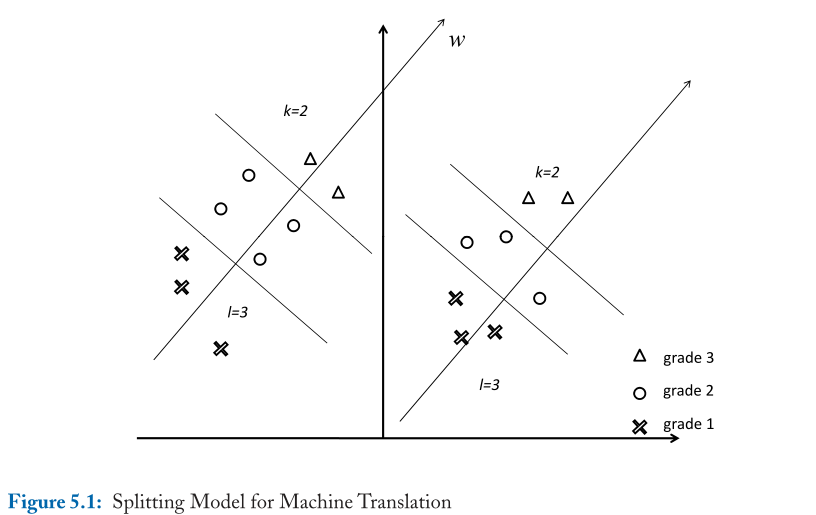 w
k=2
k=2
l=3
l=3
grade 3
grade 2
grade 1
Figure 5.1: Splitting Model for Machine Translation